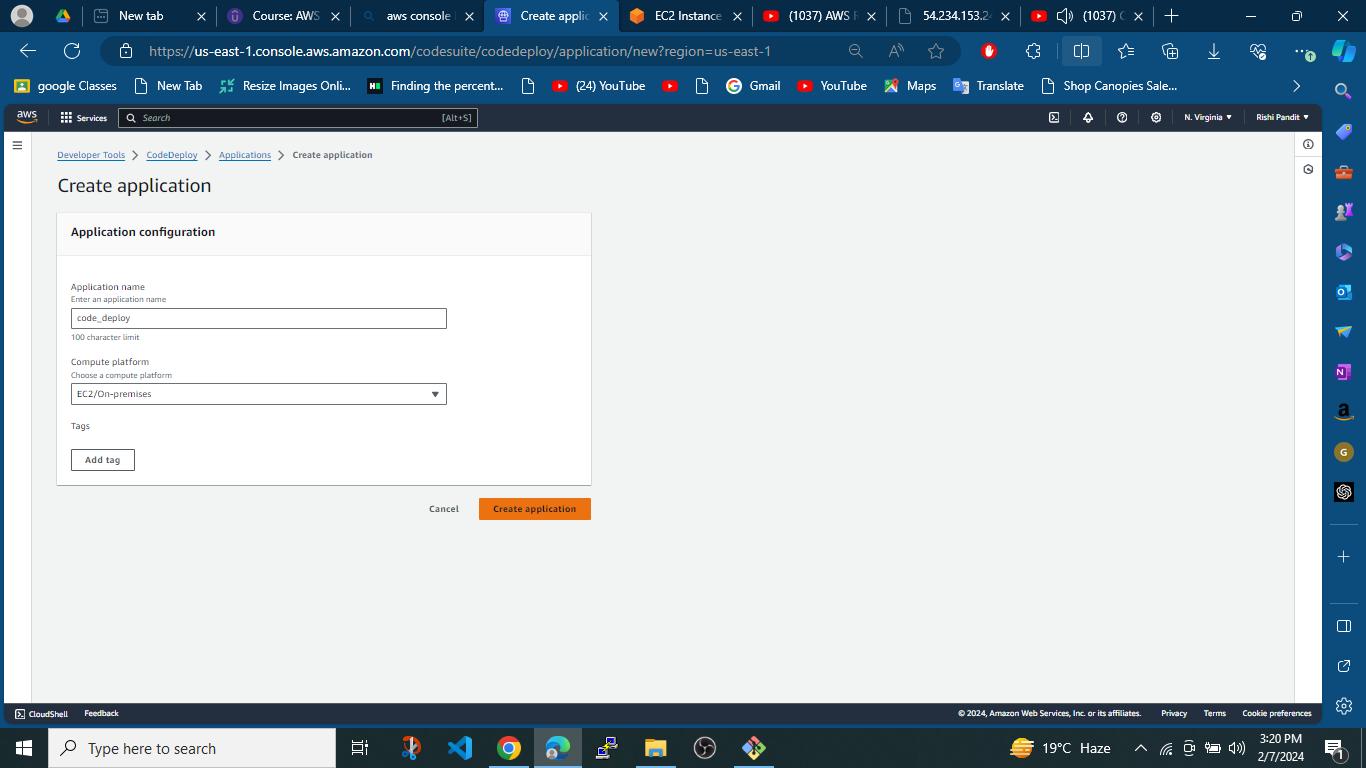 New tab
Course: AWS
aws console
Create applic
EC2 Instance
(1037) AWS
54.234.153.2
(1037)
https://us-east-1.console.aws.amazon.com/codesuite/codedeploy/application/new?region=us-east-1
google Classes
New Tab
Resize Images Onli...
Finding the percent...
(24) YouTube
Gmail
YouTube
Maps
Translate
Shop Canopies Sale...
aws
Services
Search
[Alt+S]
N. Virginia
Rishi Pandit
Developer Tools
CodeDeploy
Applications
Create application
Create application
Application configuration
Application name
Enter an application name
code_deploy
100 character limit
Compute platform
Choose a compute platform
EC2/On-premises
Tags
Add tag
Cancel
Create application
CloudShell
Feedback
© 2024, Amazon Web Services, Inc. or its affiliates.
Privacy
Terms
Cookie preferences
Type here to search
19°C Haze
3:20 PM
2/7/2024
1